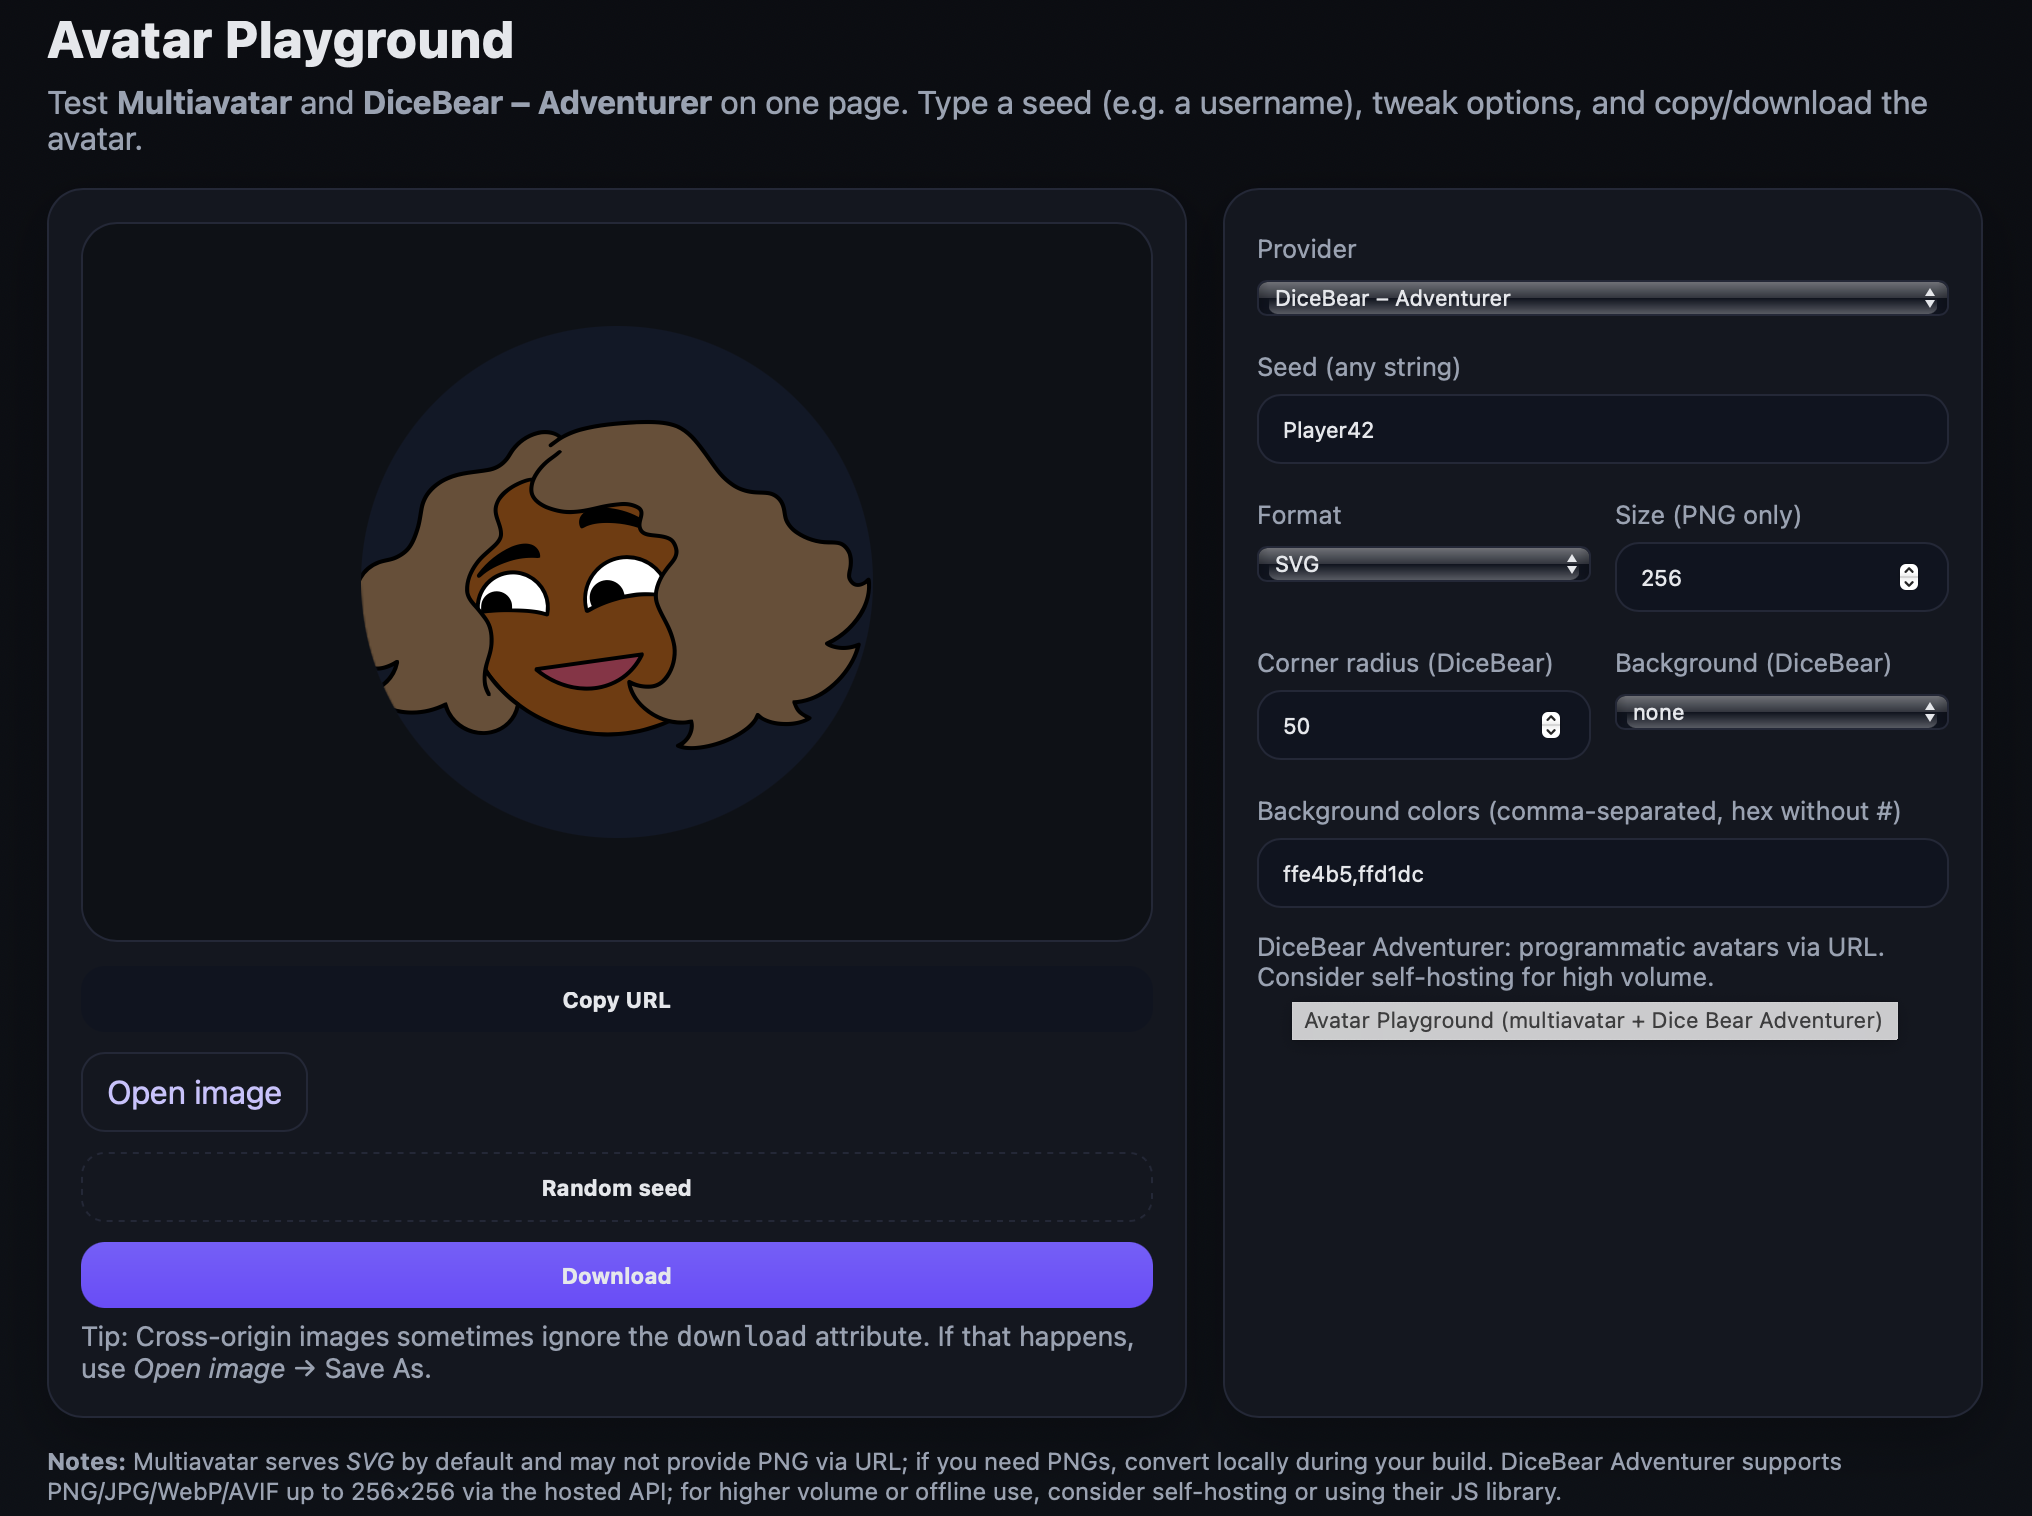 Avatar Playground
Test Multiavatar and DiceBear – Adventurer on one page. Type a seed (e.g. a username), tweak options, and copy/download the
avatar.
Copy URL
Open image
Random seed
Download
Tip: Cross-origin images sometimes ignore the download attribute. If that happens,
use Open image → Save As.
Provider
DiceBear – Adventurer
Seed (any string)
Player42
Format
SVG
Size (PNG only)
256
Corner radius (DiceBear)
50
Background (DiceBear)
none
Background colors (comma-separated, hex without #)
ffe4b5,ffd1dc
DiceBear Adventurer: programmatic avatars via URL.
Consider self-hosting for high volume.
Avatar Playground (multiavatar + Dice Bear Adventurer)
Notes: Multiavatar serves SVG by default and may not provide PNG via URL; if you need PNGs, convert locally during your build. DiceBear Adventurer supports
PNG/JPG/WebP/AVIF up to 256×256 via the hosted API; for higher volume or offline use, consider self-hosting or using their JS library.